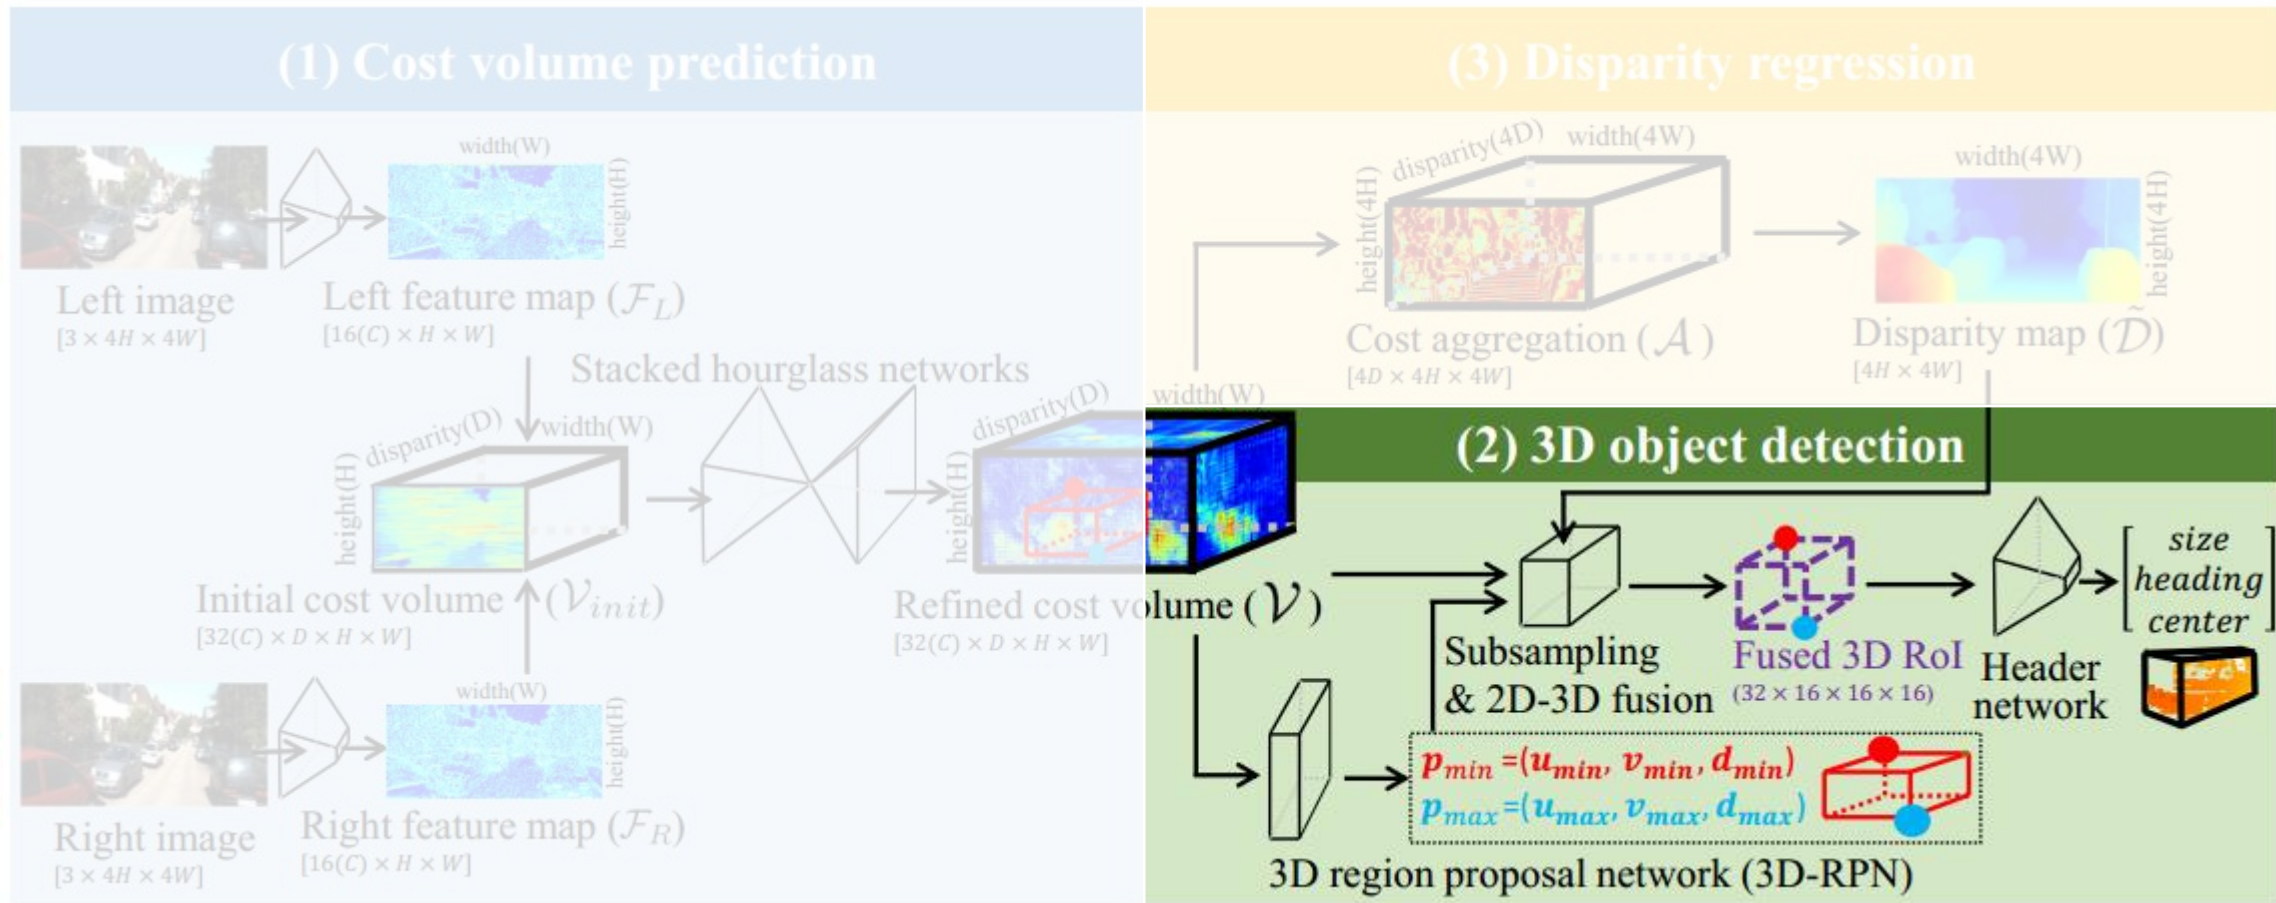 (1) Cost volume prediction
width(W)
height(H)
Left image
[3 × 4H × 4W]
Left feature map (ℱ_L)
[16(C) × H × W]
Stacked hourglass networks
disparity(D)
width(W)
height(H)
Initial cost volume (𝒱_init)
[32(C) × D × H × W]
disparity(D)
width(W)
height(H)
Refined cost volume (𝒱)
[32(C) × D × H × W]
width(W)
height(H)
Right image
[3 × 4H × 4W]
Right feature map (ℱ_R)
[16(C) × H × W]
(3) Disparity regression
disparity(4D)
width(4W)
height(4H)
Cost aggregation (𝒜)
[4D × 4H × 4W]
width(4W)
height(4H)
Disparity map (𝒟̃)
[4H × 4W]
(2) 3D object detection
Subsampling
& 2D-3D fusion
Fused 3D RoI
(32 × 16 × 16 × 16)
Header
network
size
heading
center
p_min =(u_min, v_min, d_min)
p_max =(u_max, v_max, d_max)
3D region proposal network (3D-RPN)